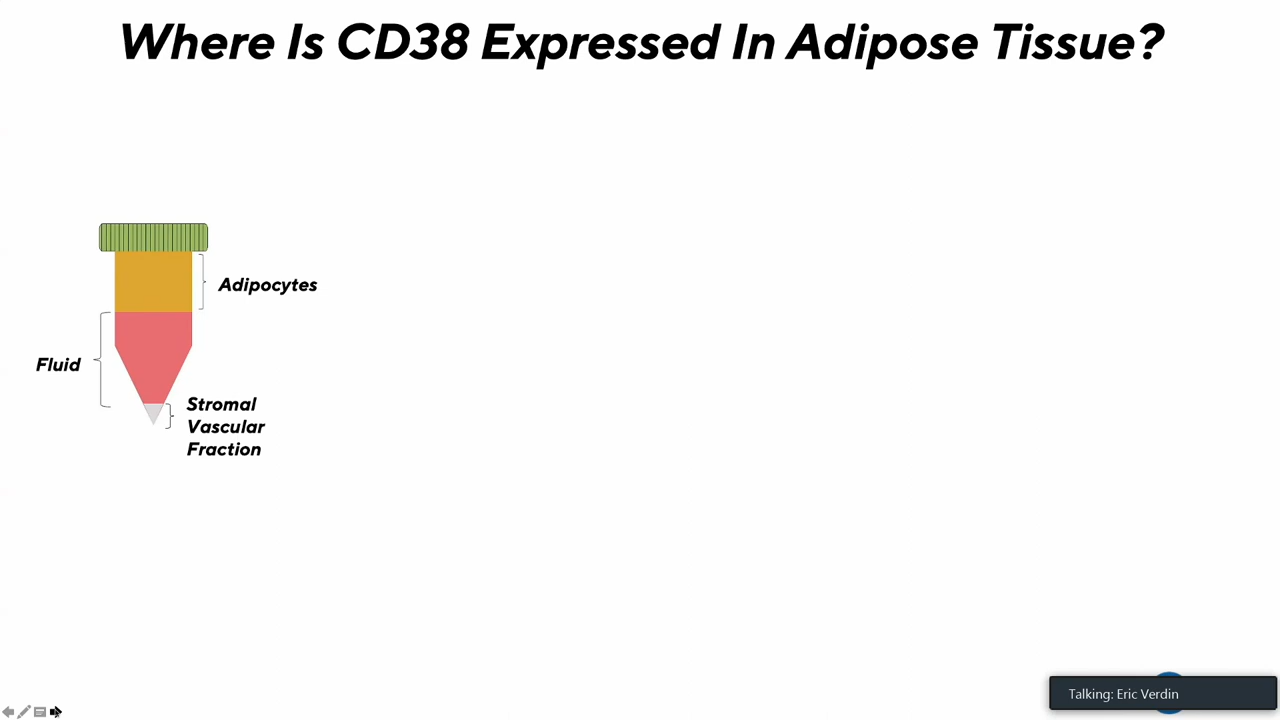 Where Is CD38 Expressed In Adipose Tissue?
Adipocytes
Fluid
Stromal
Vascular
Fraction
Talking: Eric Verdin